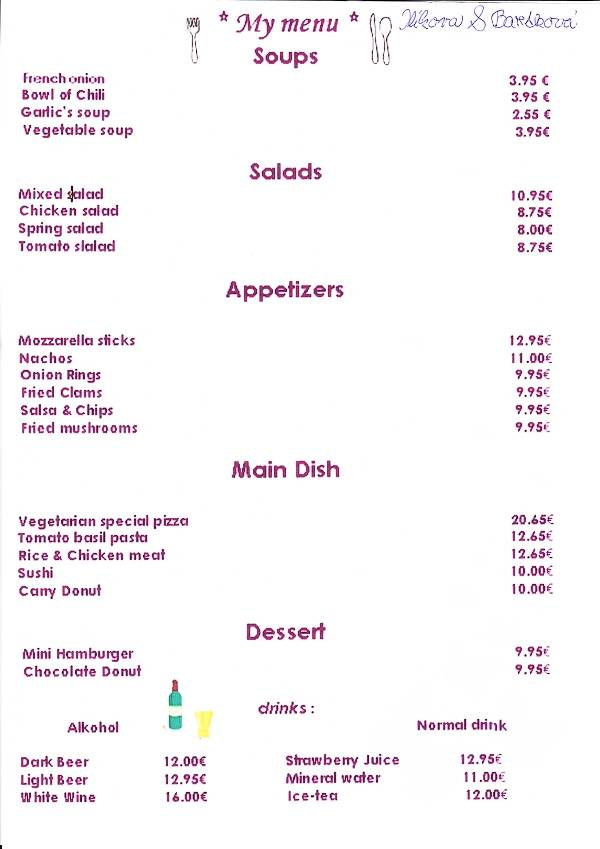 * My menu *
Soups
French onion 3.95 €
Bowl of Chili 3.95 €
Garlic's soup 2.55 €
Vegetable soup 3.95€
Salads
Mixed salad 10.95€
Chicken salad 8.75€
Spring salad 8.00€
Tomato slalad 8.75€
Appetizers
Mozzarella sticks 12.95€
Nachos 11.00€
Onion Rings 9.95€
Fried Clams 9.95€
Salsa & Chips 9.95€
Fried mushrooms 9.95€
Main Dish
Vegetarian special pizza 20.65€
Tomato basil pasta 12.65€
Rice & Chicken meat 12.65€
Sushi 10.00€
Carry Donut 10.00€
Dessert
Mini Hamburger 9.95€
Chocolate Donut 9.95€
drinks :
Alkohol Normal drink
Dark Beer 12.00€ Strawberry Juice 12.95€
Light Beer 12.95€ Mineral water 11.00€
White Wine 16.00€ Ice-tea 12.00€